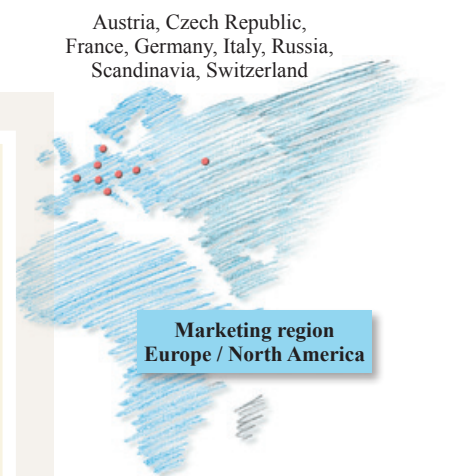 Austria, Czech Republic,
France, Germany, Italy, Russia,
Scandinavia, Switzerland
Marketing region
Europe / North America